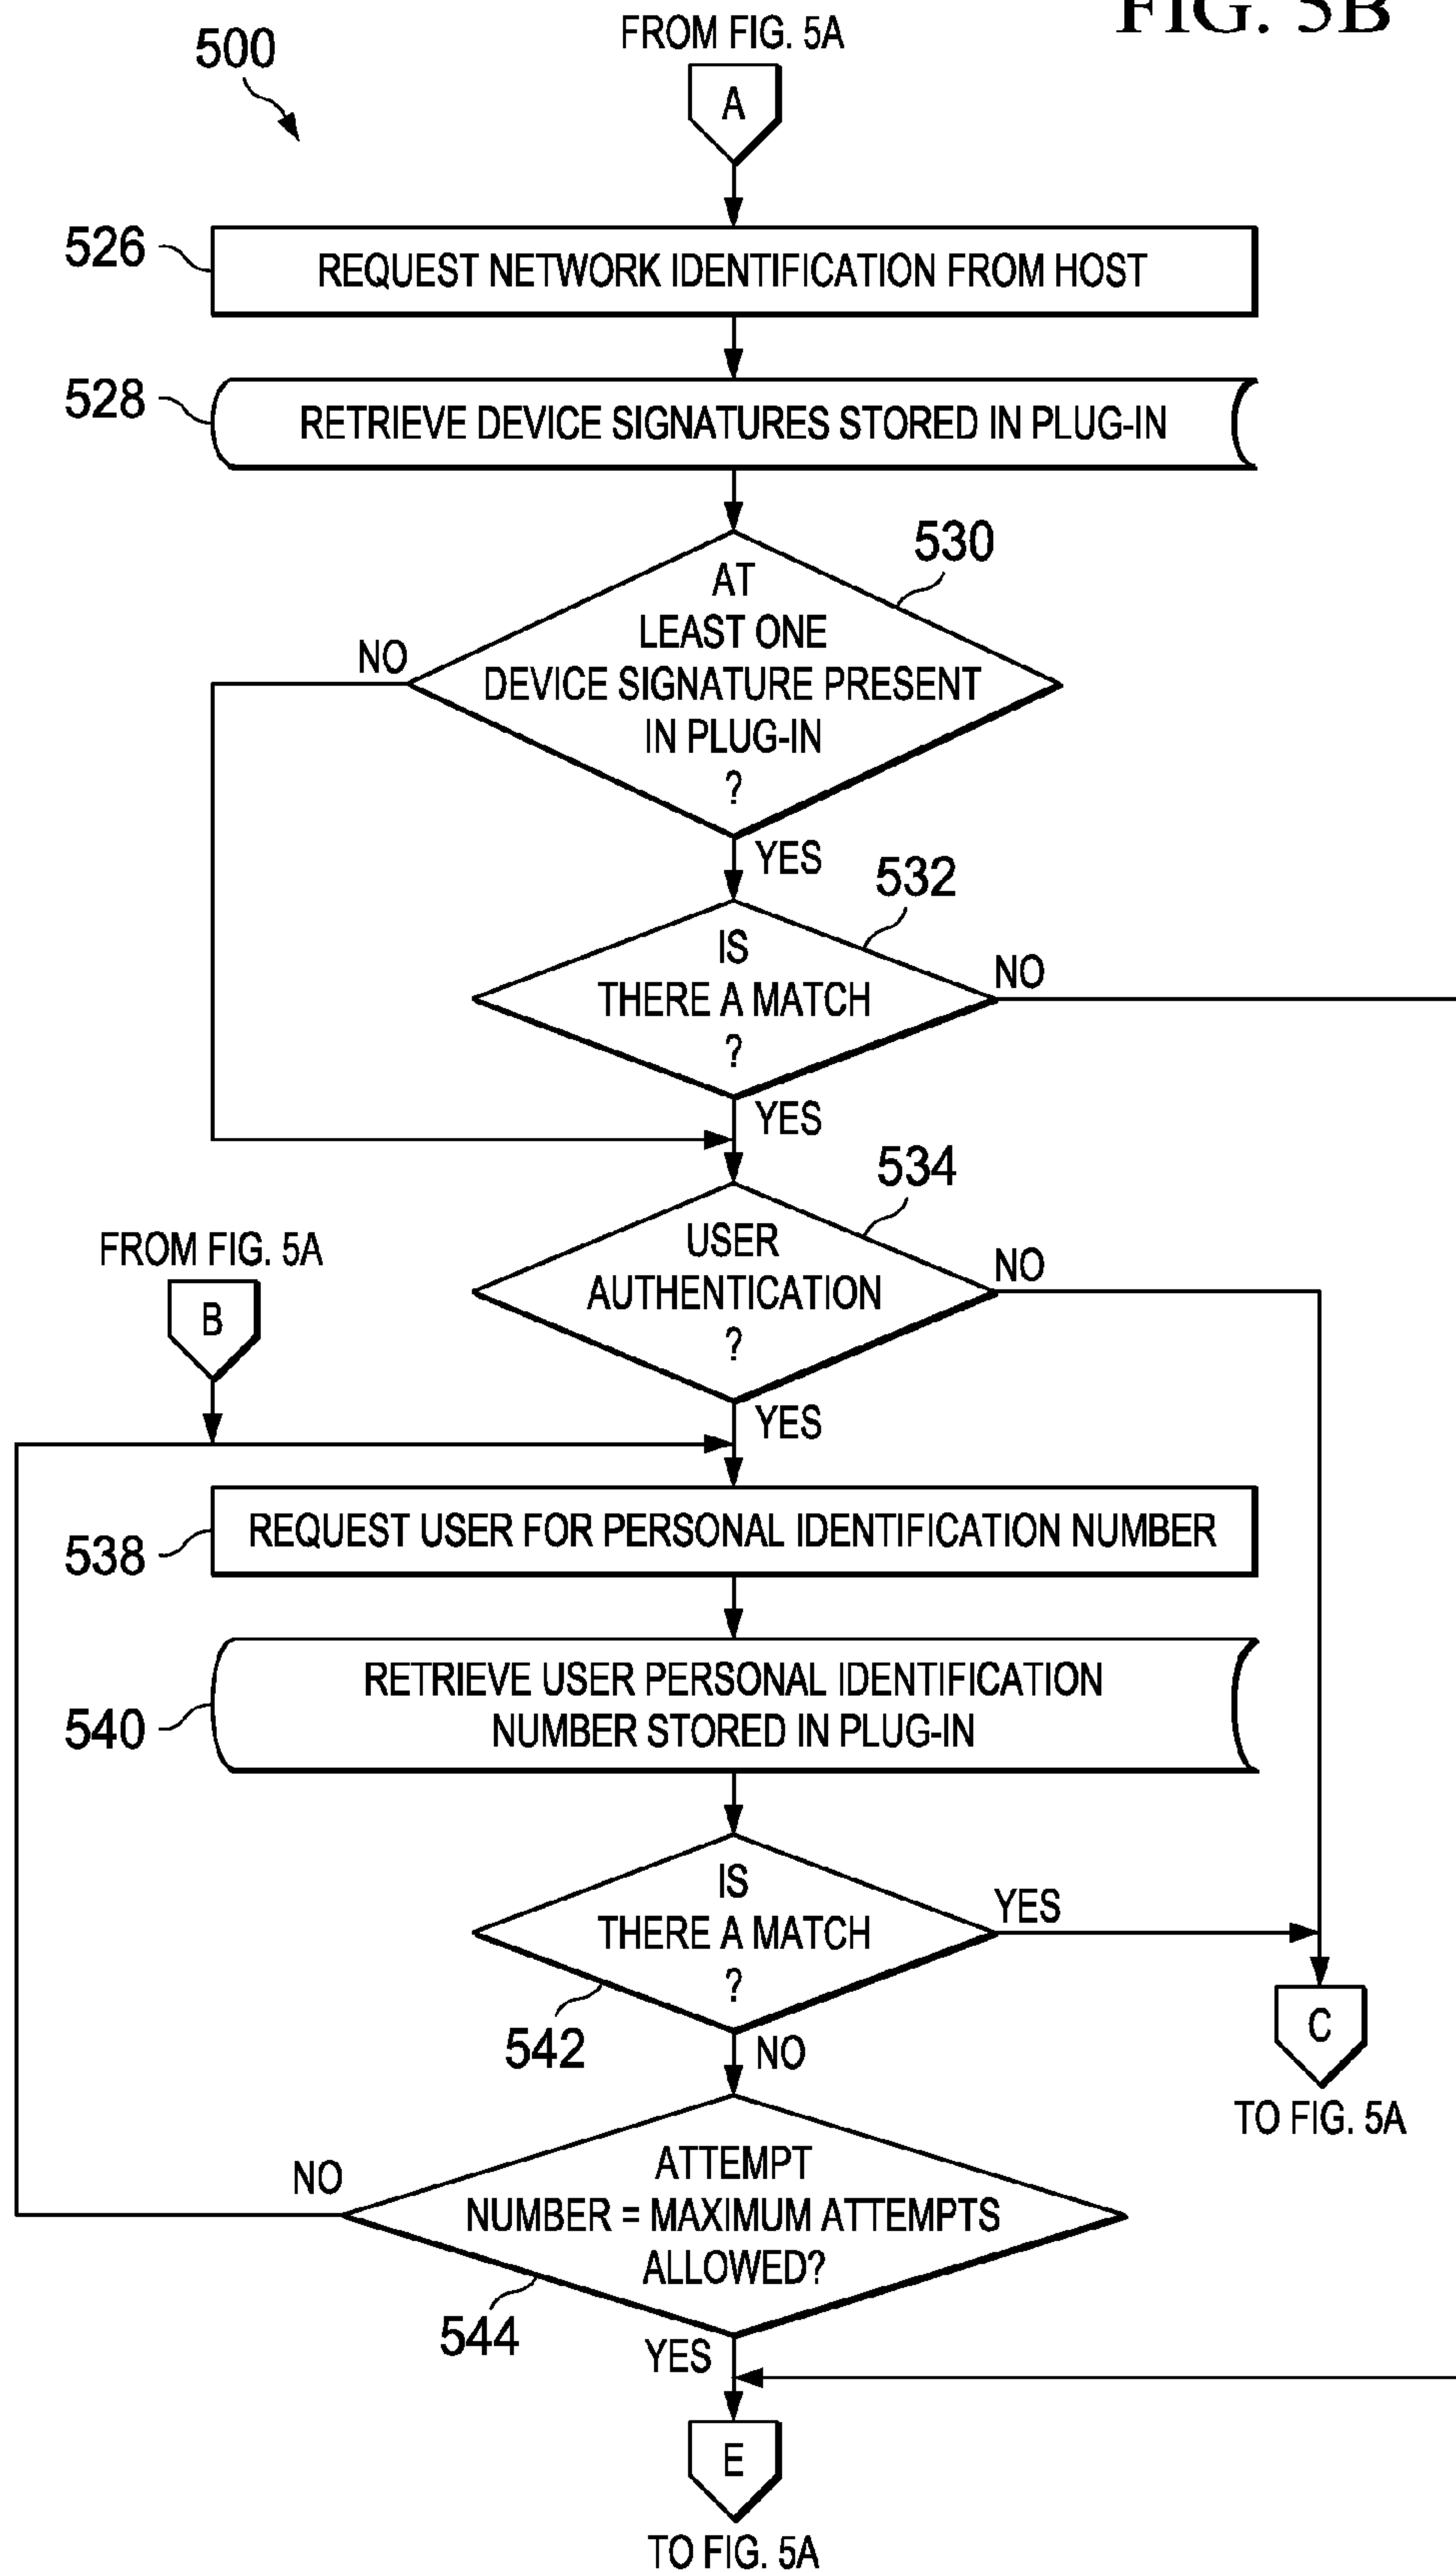 FIG. 5B
500
FROM FIG. 5A
A
526
REQUEST NETWORK IDENTIFICATION FROM HOST
528
RETRIEVE DEVICE SIGNATURES STORED IN PLUG-IN
530
AT
LEAST ONE
DEVICE SIGNATURE PRESENT
IN PLUG-IN
?
NO
YES
532
IS
THERE A MATCH
?
NO
YES
534
USER
AUTHENTICATION
?
NO
FROM FIG. 5A
B
YES
538
REQUEST USER FOR PERSONAL IDENTIFICATION NUMBER
540
RETRIEVE USER PERSONAL IDENTIFICATION
NUMBER STORED IN PLUG-IN
IS
THERE A MATCH
?
YES
542
NO
C
TO FIG. 5A
ATTEMPT
NUMBER = MAXIMUM ATTEMPTS
ALLOWED?
NO
544
YES
E
TO FIG. 5A